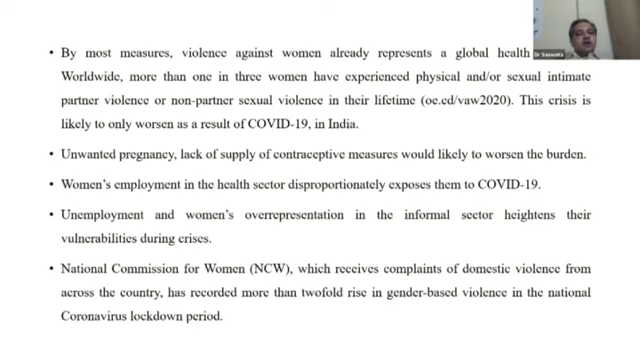 • By most measures, violence against women already represents a global health
Worldwide, more than one in three women have experienced physical and/or sexual intimate
partner violence or non-partner sexual violence in their lifetime (oe.cd/vaw2020). This crisis is
likely to only worsen as a result of COVID-19, in India.
• Unwanted pregnancy, lack of supply of contraceptive measures would likely to worsen the burden.
• Women's employment in the health sector disproportionately exposes them to COVID-19.
• Unemployment and women's overrepresentation in the informal sector heightens their
vulnerabilities during crises.
• National Commission for Women (NCW), which receives complaints of domestic violence from
across the country, has recorded more than twofold rise in gender-based violence in the national
Coronavirus lockdown period.
Dr